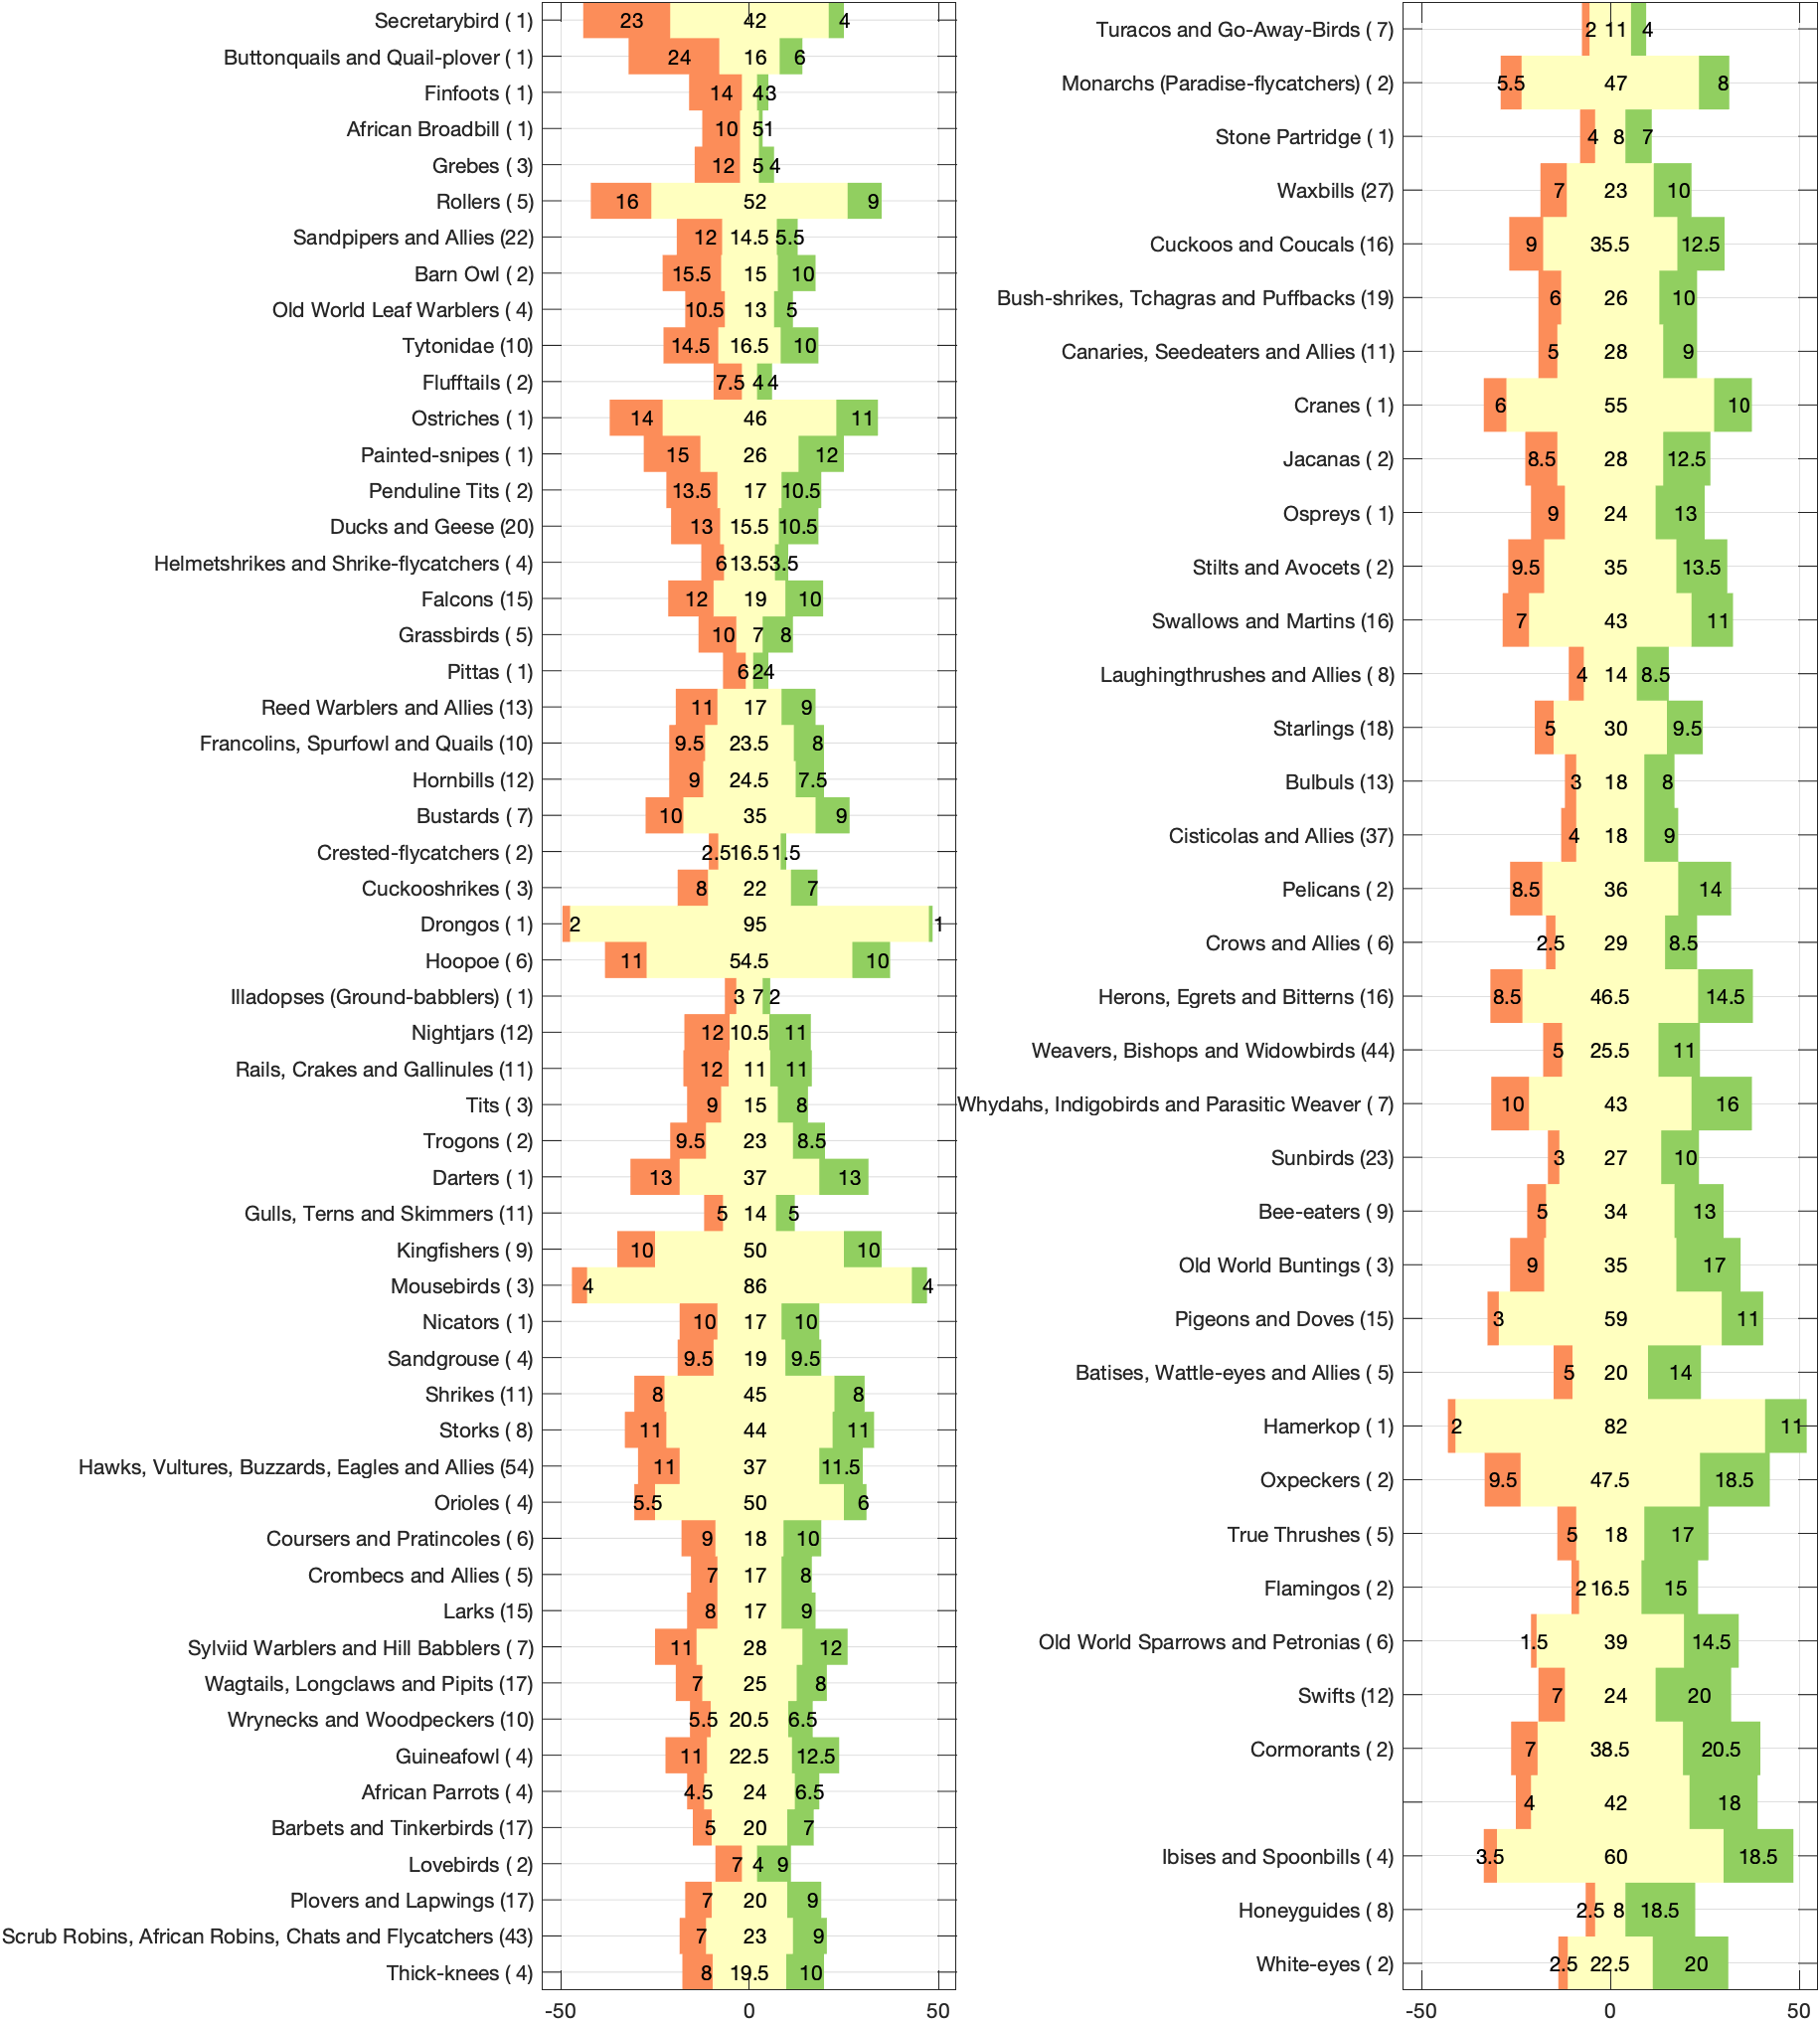 Secretarybird ( 1) 23 42 4
Buttonquails and Quail-plover ( 1) 24 16 6
Finfoots ( 1) 14 4 3
African Broadbill ( 1) 10 5 1
Grebes ( 3) 12 5 4
Rollers ( 5) 16 52 9
Sandpipers and Allies (22) 12 14.5 5.5
Barn Owl ( 2) 15.5 15 10
Old World Leaf Warblers ( 4) 10.5 13 5
Tytonidae (10) 14.5 16.5 10
Flufftails ( 2) 7.5 4 4
Ostriches ( 1) 14 46 11
Painted-snipes ( 1) 15 26 12
Penduline Tits ( 2) 13.5 17 10.5
Ducks and Geese (20) 13 15.5 10.5
Helmetshrikes and Shrike-flycatchers ( 4) 6 13.5 3.5
Falcons (15) 12 19 10
Grassbirds ( 5) 10 7 8
Pittas ( 1) 6 2 4
Reed Warblers and Allies (13) 11 17 9
Francolins, Spurfowl and Quails (10) 9.5 23.5 8
Hornbills (12) 9 24.5 7.5
Bustards ( 7) 10 35 9
Crested-flycatchers ( 2) 2.5 16.5 1.5
Cuckooshrikes ( 3) 8 22 7
Drongos ( 1) 2 95 1
Hoopoe ( 6) 11 54.5 10
Illadopses (Ground-babblers) ( 1) 3 7 2
Nightjars (12) 12 10.5 11
Rails, Crakes and Gallinules (11) 12 11 11
Tits ( 3) 9 15 8
Trogons ( 2) 9.5 23 8.5
Darters ( 1) 13 37 13
Gulls, Terns and Skimmers (11) 5 14 5
Kingfishers ( 9) 10 50 10
Mousebirds ( 3) 4 86 4
Nicators ( 1) 10 17 10
Sandgrouse ( 4) 9.5 19 9.5
Shrikes (11) 8 45 8
Storks ( 8) 11 44 11
Hawks, Vultures, Buzzards, Eagles and Allies (54) 11 37 11.5
Orioles ( 4) 5.5 50 6
Coursers and Pratincoles ( 6) 9 18 10
Crombecs and Allies ( 5) 7 17 8
Larks (15) 8 17 9
Sylviid Warblers and Hill Babblers ( 7) 11 28 12
Wagtails, Longclaws and Pipits (17) 7 25 8
Wrynecks and Woodpeckers (10) 5.5 20.5 6.5
Guineafowl ( 4) 11 22.5 12.5
African Parrots ( 4) 4.5 24 6.5
Barbets and Tinkerbirds (17) 5 20 7
Lovebirds ( 2) 7 4 9
Plovers and Lapwings (17) 7 20 9
Scrub Robins, African Robins, Chats and Flycatchers (43) 7 23 9
Thick-knees ( 4) 8 19.5 10
-50 0 50
Turacos and Go-Away-Birds ( 7) 2 11 4
Monarchs (Paradise-flycatchers) ( 2) 5.5 47 8
Stone Partridge ( 1) 4 8 7
Waxbills (27) 7 23 10
Cuckoos and Coucals (16) 9 35.5 12.5
Bush-shrikes, Tchagras and Puffbacks (19) 6 26 10
Canaries, Seedeaters and Allies (11) 5 28 9
Cranes ( 1) 6 55 10
Jacanas ( 2) 8.5 28 12.5
Ospreys ( 1) 9 24 13
Stilts and Avocets ( 2) 9.5 35 13.5
Swallows and Martins (16) 7 43 11
Laughingthrushes and Allies ( 8) 4 14 8.5
Starlings (18) 5 30 9.5
Bulbuls (13) 3 18 8
Cisticolas and Allies (37) 4 18 9
Pelicans ( 2) 8.5 36 14
Crows and Allies ( 6) 2.5 29 8.5
Herons, Egrets and Bitterns (16) 8.5 46.5 14.5
Weavers, Bishops and Widowbirds (44) 5 25.5 11
Whydahs, Indigobirds and Parasitic Weaver ( 7) 10 43 16
Sunbirds (23) 3 27 10
Bee-eaters ( 9) 5 34 13
Old World Buntings ( 3) 9 35 17
Pigeons and Doves (15) 3 59 11
Batises, Wattle-eyes and Allies ( 5) 5 20 14
Hamerkop ( 1) 2 82 11
Oxpeckers ( 2) 9.5 47.5 18.5
True Thrushes ( 5) 5 18 17
Flamingos ( 2) 2 16.5 15
Old World Sparrows and Petronias ( 6) 1.5 39 14.5
Swifts (12) 7 24 20
Cormorants ( 2) 7 38.5 20.5
4 42 18
Ibises and Spoonbills ( 4) 3.5 60 18.5
Honeyguides ( 8) 2.5 8 18.5
White-eyes ( 2) 2.5 22.5 20
-50 0 50